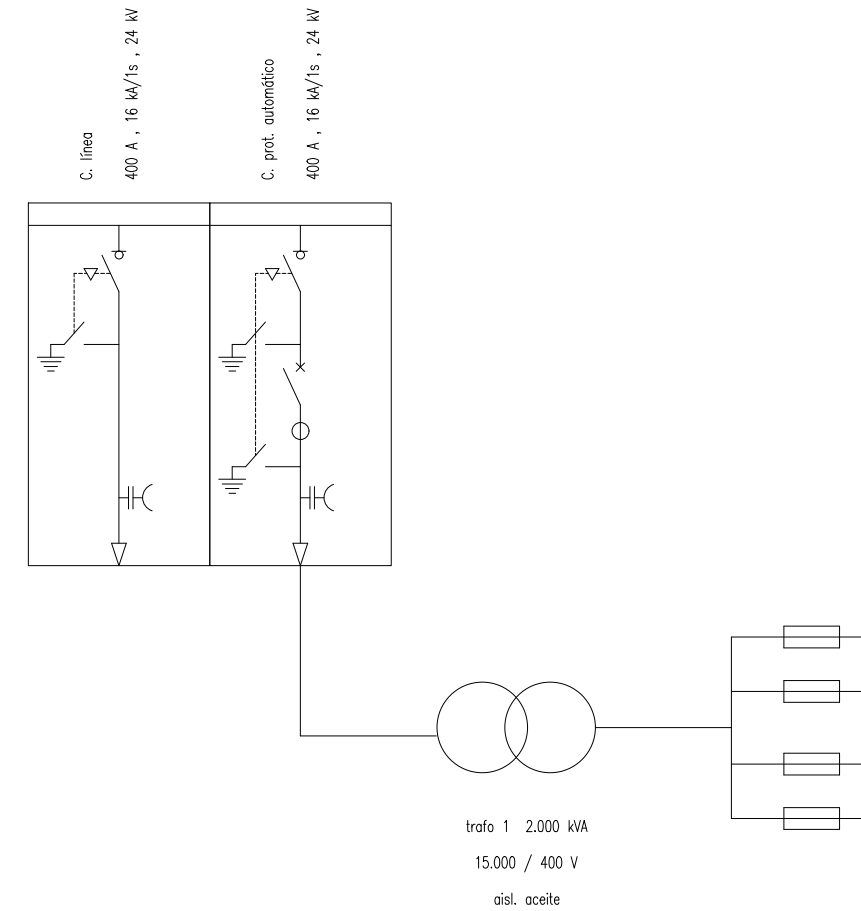 C. línea
400 A , 16 kA/1s , 24 kV
C. prot. automático
400 A , 16 kA/1s , 24 kV
trafo 1 2.000 kVA
15.000 / 400 V
aisl. aceite